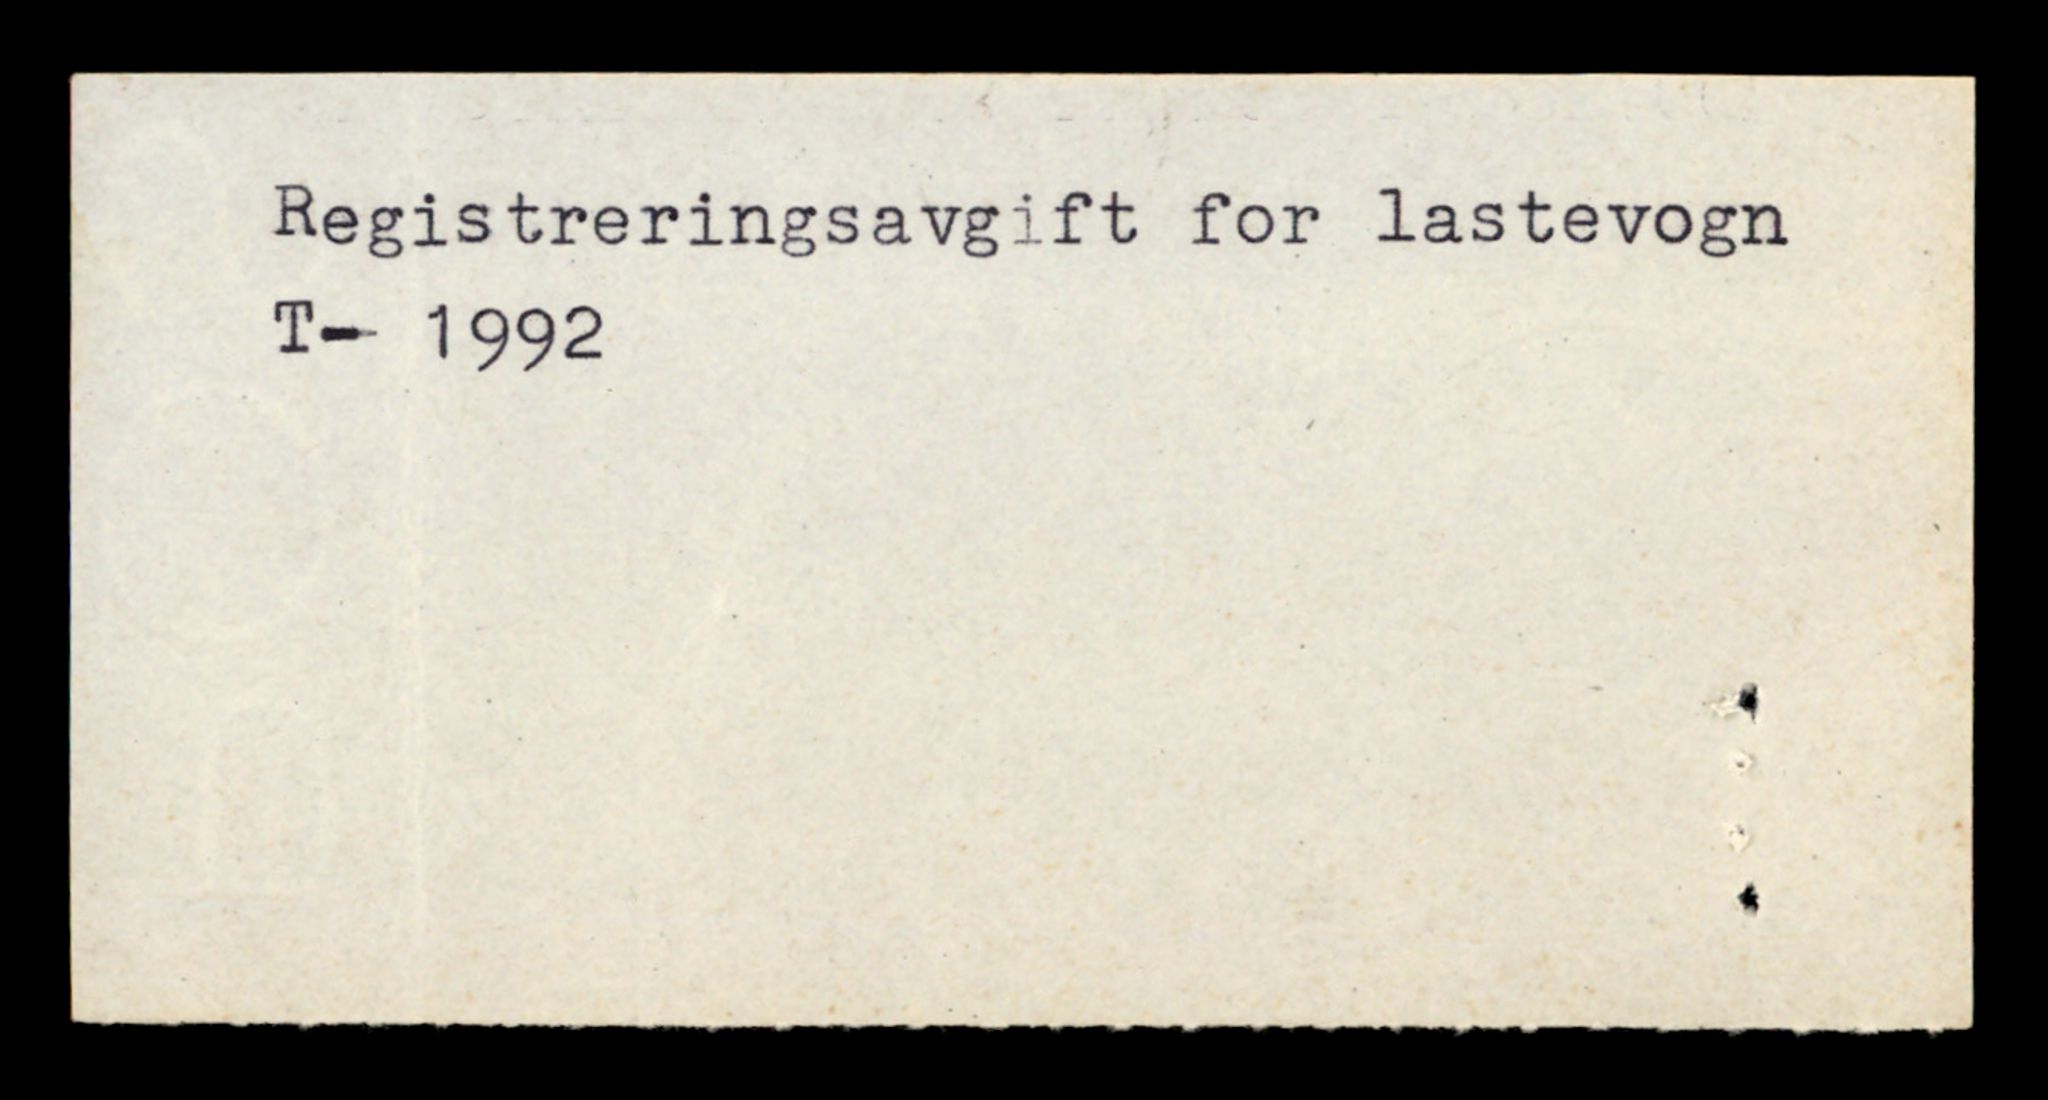 Registreringsavgift for lastevogn
T- 1992